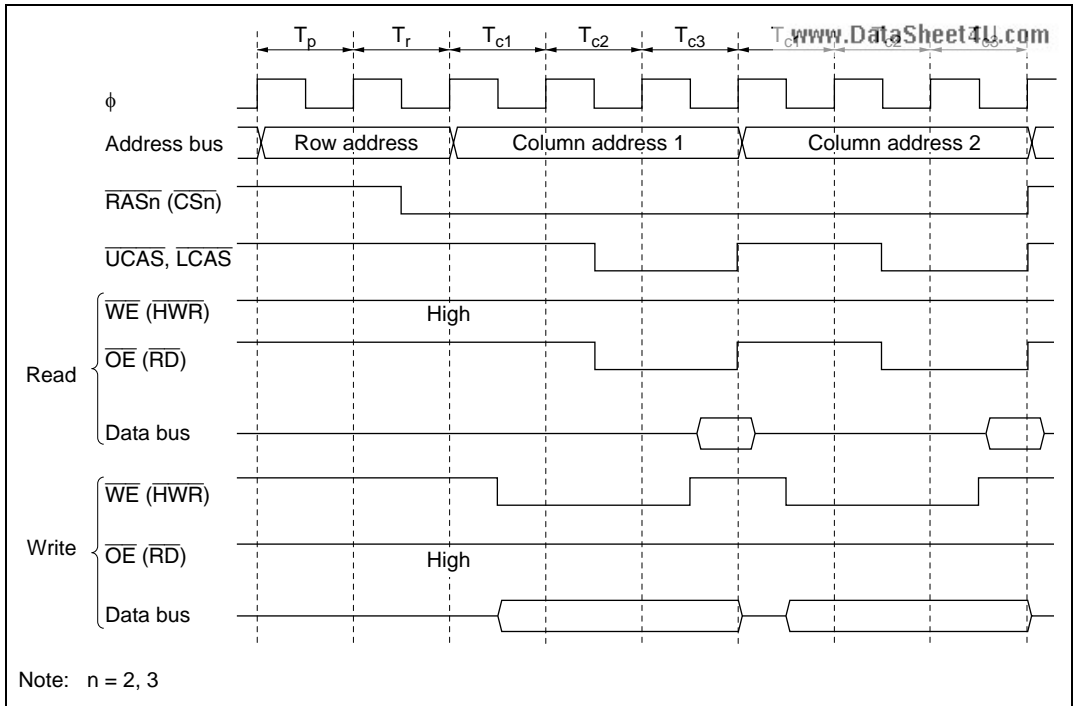 Tp Tr Tc1 Tc2 Tc3 www.DataSheet4U.com
φ
Address bus Row address Column address 1 Column address 2
RASn (CSn)
UCAS, LCAS
WE (HWR) High
Read OE (RD)
Data bus
WE (HWR)
Write OE (RD) High
Data bus
Note: n = 2, 3